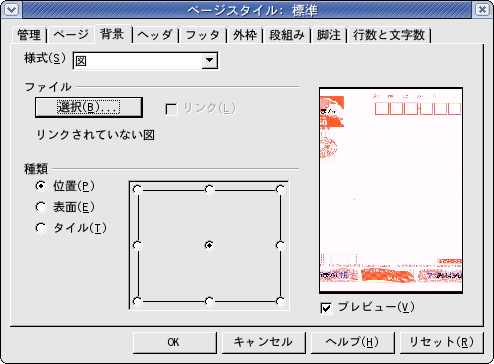 ページスタイル: 標準
管理 ページ 背景 ヘッダ フッタ 外枠 段組み 脚注 行数と文字数
様式(S) 図
ファイル
選択(B)... リンク(L)
リンクされていない図
種類
位置(P)
表面(E)
タイル(T)
プレビュー(V)
OK キャンセル ヘルプ(H) リセット(R)